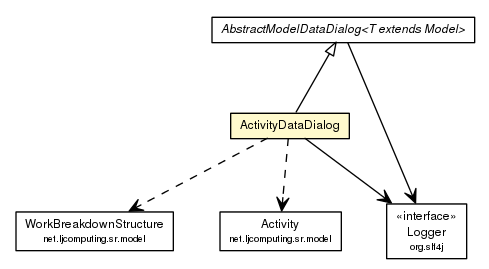 AbstractModelDataDialog<T extends Model>
ActivityDataDialog
WorkBreakdownStructure
net.ljcomputing.sr.model
Activity
net.ljcomputing.sr.model
«interface»
Logger
org.slf4j